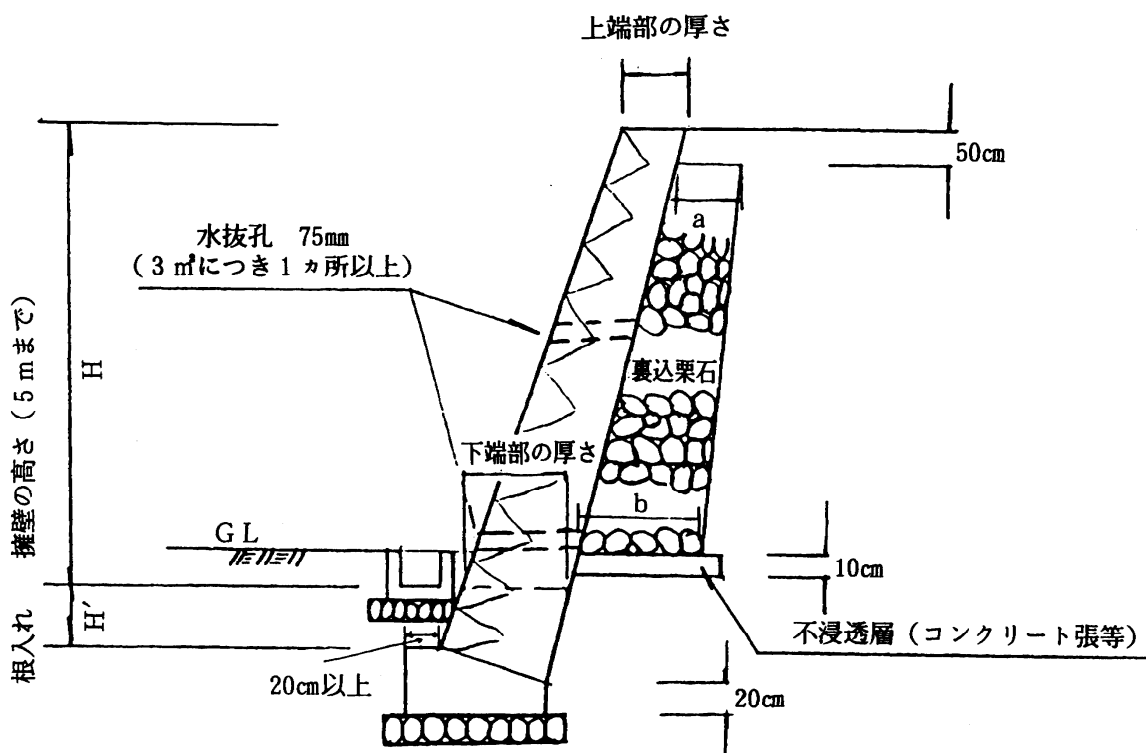 上端部の厚さ
50cm
a
水抜孔 75mm
(3㎡につき1ヵ所以上)
擁壁の高さ(5mまで)
H
裏込栗石
下端部の厚さ
b
GL
10cm
根入れ
H′
不浸透層(コンクリート張等)
20cm以上
20cm